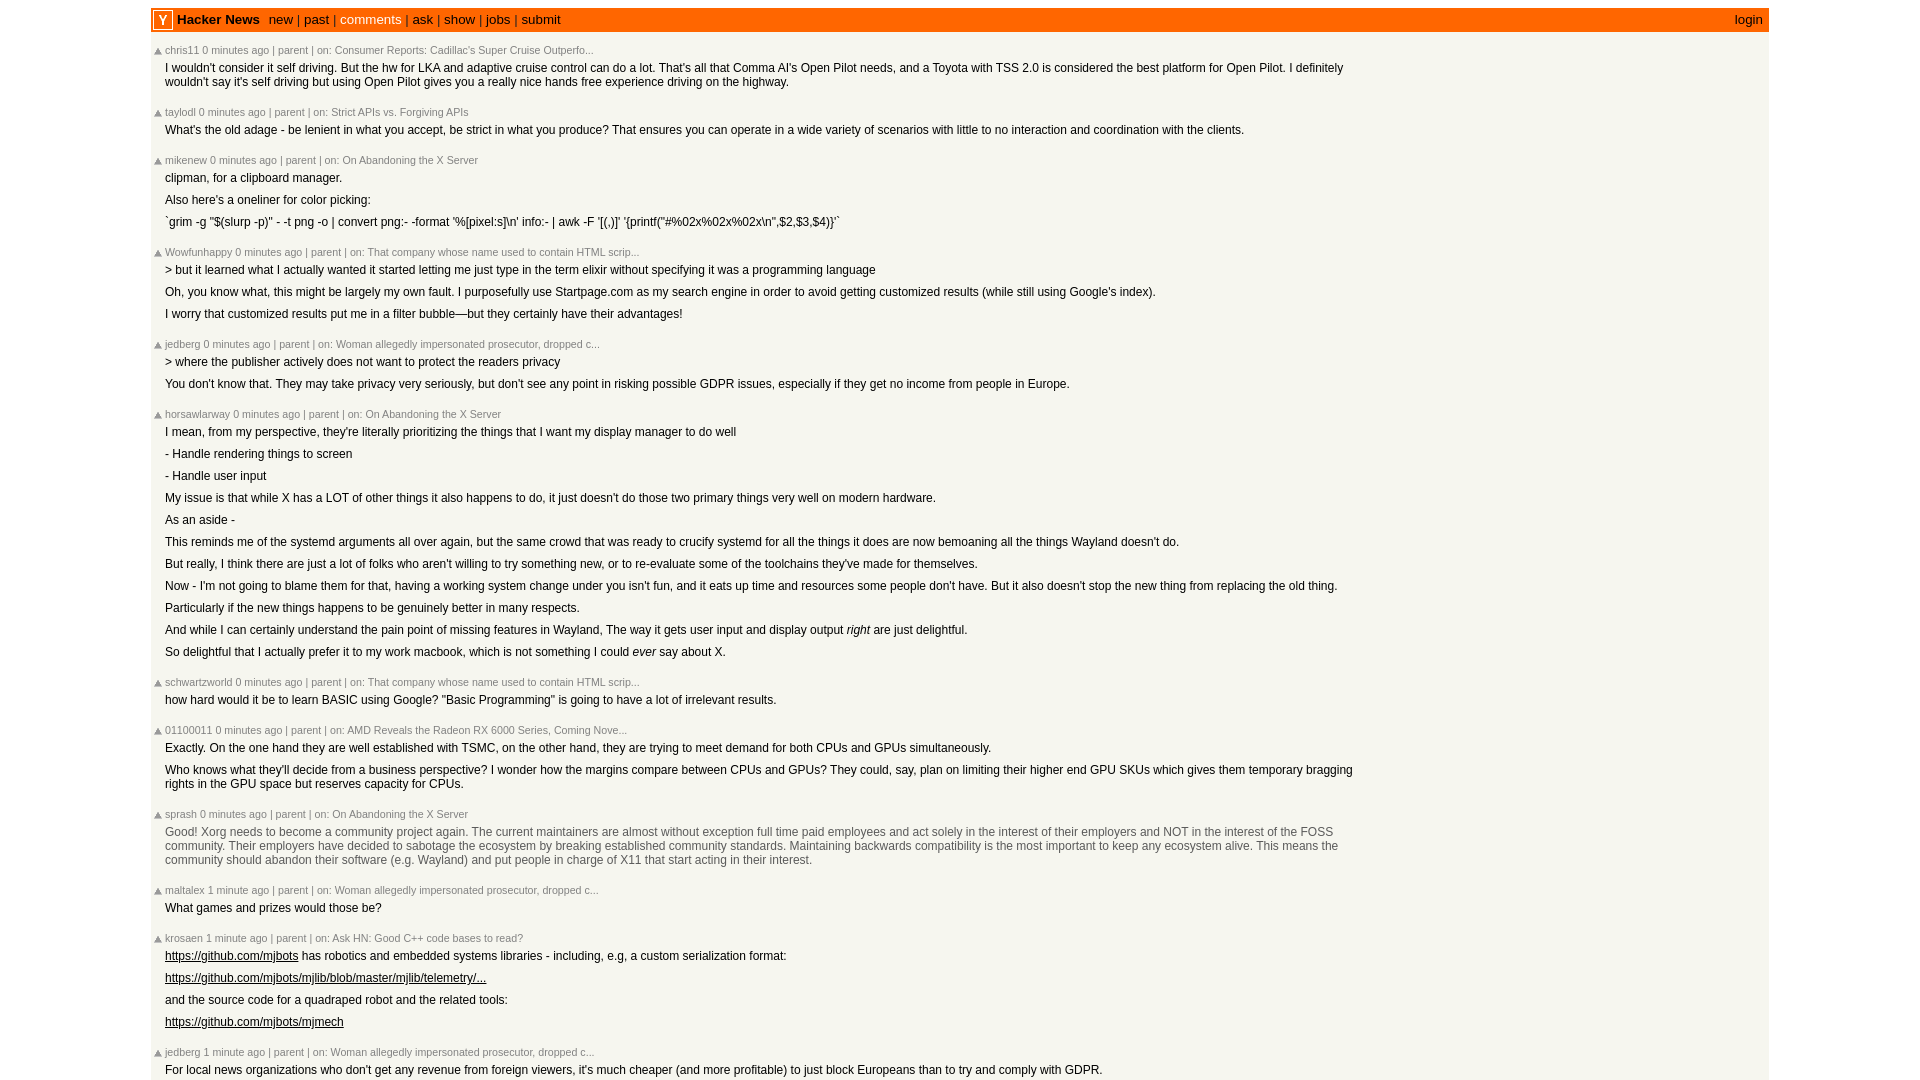 Y Hacker News new | past | comments | ask | show | jobs | submit login
chris11 0 minutes ago | parent | on: Consumer Reports: Cadillac's Super Cruise Outperfo...
I wouldn't consider it self driving. But the hw for LKA and adaptive cruise control can do a lot. That's all that Comma AI's Open Pilot needs, and a Toyota with TSS 2.0 is considered the best platform for Open Pilot. I definitely
wouldn't say it's self driving but using Open Pilot gives you a really nice hands free experience driving on the highway.
taylodl 0 minutes ago | parent | on: Strict APIs vs. Forgiving APIs
What's the old adage - be lenient in what you accept, be strict in what you produce? That ensures you can operate in a wide variety of scenarios with little to no interaction and coordination with the clients.
mikenew 0 minutes ago | parent | on: On Abandoning the X Server
clipman, for a clipboard manager.
Also here's a oneliner for color picking:
`grim -g "$(slurp -p)" - -t png -o | convert png:- -format '%[pixel:s]\n' info:- | awk -F '[(,)]' '{printf("#%02x%02x%02x\n",$2,$3,$4)}'`
Wowfunhappy 0 minutes ago | parent | on: That company whose name used to contain HTML scrip...
> but it learned what I actually wanted it started letting me just type in the term elixir without specifying it was a programming language
Oh, you know what, this might be largely my own fault. I purposefully use Startpage.com as my search engine in order to avoid getting customized results (while still using Google's index).
I worry that customized results put me in a filter bubble—but they certainly have their advantages!
jedberg 0 minutes ago | parent | on: Woman allegedly impersonated prosecutor, dropped c...
> where the publisher actively does not want to protect the readers privacy
You don't know that. They may take privacy very seriously, but don't see any point in risking possible GDPR issues, especially if they get no income from people in Europe.
horsawlarway 0 minutes ago | parent | on: On Abandoning the X Server
I mean, from my perspective, they're literally prioritizing the things that I want my display manager to do well
- Handle rendering things to screen
- Handle user input
My issue is that while X has a LOT of other things it also happens to do, it just doesn't do those two primary things very well on modern hardware.
As an aside -
This reminds me of the systemd arguments all over again, but the same crowd that was ready to crucify systemd for all the things it does are now bemoaning all the things Wayland doesn't do.
But really, I think there are just a lot of folks who aren't willing to try something new, or to re-evaluate some of the toolchains they've made for themselves.
Now - I'm not going to blame them for that, having a working system change under you isn't fun, and it eats up time and resources some people don't have. But it also doesn't stop the new thing from replacing the old thing.
Particularly if the new things happens to be genuinely better in many respects.
And while I can certainly understand the pain point of missing features in Wayland, The way it gets user input and display output right are just delightful.
So delightful that I actually prefer it to my work macbook, which is not something I could ever say about X.
schwartzworld 0 minutes ago | parent | on: That company whose name used to contain HTML scrip...
how hard would it be to learn BASIC using Google? "Basic Programming" is going to have a lot of irrelevant results.
01100011 0 minutes ago | parent | on: AMD Reveals the Radeon RX 6000 Series, Coming Nove...
Exactly. On the one hand they are well established with TSMC, on the other hand, they are trying to meet demand for both CPUs and GPUs simultaneously.
Who knows what they'll decide from a business perspective? I wonder how the margins compare between CPUs and GPUs? They could, say, plan on limiting their higher end GPU SKUs which gives them temporary bragging
rights in the GPU space but reserves capacity for CPUs.
sprash 0 minutes ago | parent | on: On Abandoning the X Server
Good! Xorg needs to become a community project again. The current maintainers are almost without exception full time paid employees and act solely in the interest of their employers and NOT in the interest of the FOSS
community. Their employers have decided to sabotage the ecosystem by breaking established community standards. Maintaining backwards compatibility is the most important to keep any ecosystem alive. This means the
community should abandon their software (e.g. Wayland) and put people in charge of X11 that start acting in their interest.
maltalex 1 minute ago | parent | on: Woman allegedly impersonated prosecutor, dropped c...
What games and prizes would those be?
krosaen 1 minute ago | parent | on: Ask HN: Good C++ code bases to read?
https://github.com/mjbots has robotics and embedded systems libraries - including, e.g, a custom serialization format:
https://github.com/mjbots/mjlib/blob/master/mjlib/telemetry/...
and the source code for a quadraped robot and the related tools:
https://github.com/mjbots/mjmech
jedberg 1 minute ago | parent | on: Woman allegedly impersonated prosecutor, dropped c...
For local news organizations who don't get any revenue from foreign viewers, it's much cheaper (and more profitable) to just block Europeans than to try and comply with GDPR.